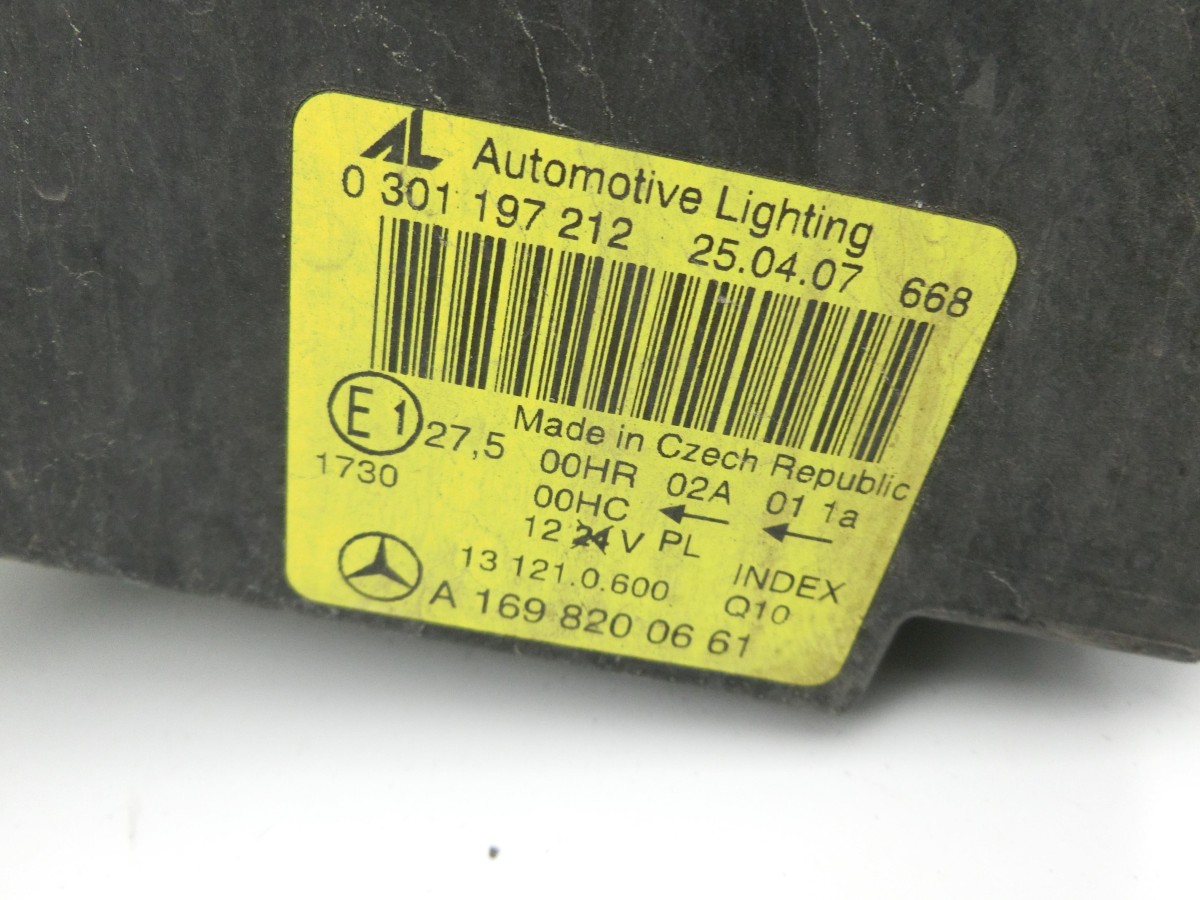 AL Automotive Lighting
0 301 197 212 25.04.07 668
Made in Czech Republic
E1 27,5 00HR 02A 01 1a
1730 00HC ← ←
12 24 V PL
13 121.0.600 INDEX
A 169 820 06 61 Q10